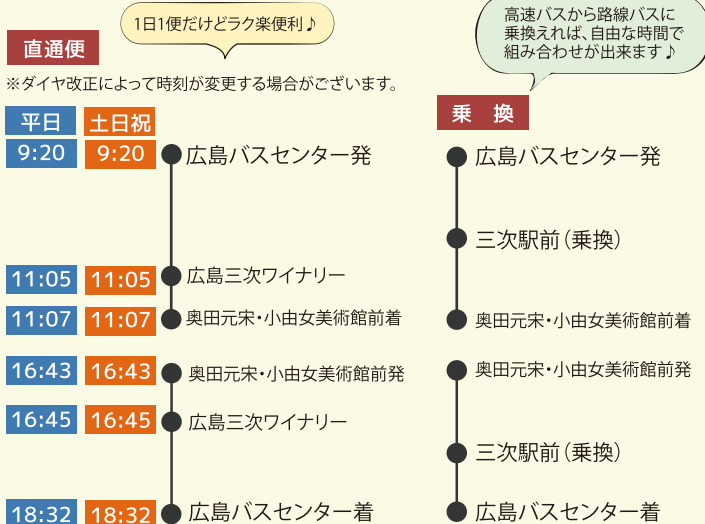 1日1便だけどラク楽便利♪
直通便
※ダイヤ改正によって時刻が変更する場合がございます。
平日 土日祝
9:20 9:20 広島バスセンター発
11:05 11:05 広島三次ワイナリー
11:07 11:07 奥田元宋・小由女美術館前着
16:43 16:43 奥田元宋・小由女美術館前発
16:45 16:45 広島三次ワイナリー
18:32 18:32 広島バスセンター着
高速バスから路線バスに
乗換えれば、自由な時間で
組み合わせが出来ます♪
乗 換
広島バスセンター発
三次駅前(乗換)
奥田元宋・小由女美術館前着
奥田元宋・小由女美術館前発
三次駅前(乗換)
広島バスセンター着